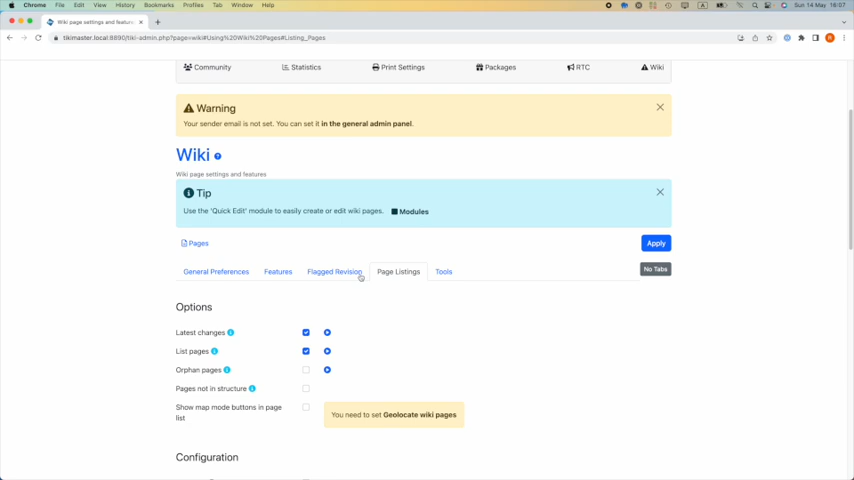 Chrome File Edit View History Bookmarks Profiles Tab Window Help
Sun 14 May 16:07
Wiki page settings and feature
tikimaster.local:8890/tiki-admin.php?page=wiki#Using%20Wiki%20Pages#Listing_Pages
Community Statistics Print Settings Packages RTC Wiki
Warning
Your sender email is not set. You can set it in the general admin panel.
Wiki
Wiki page settings and features
Tip
Use the 'Quick Edit' module to easily create or edit wiki pages. Modules
Pages
Apply
General Preferences Features Flagged Revision Page Listings Tools
No Tabs
Options
Latest changes
List pages
Orphan pages
Pages not in structure
Show map mode buttons in page
list
You need to set Geolocate wiki pages
Configuration